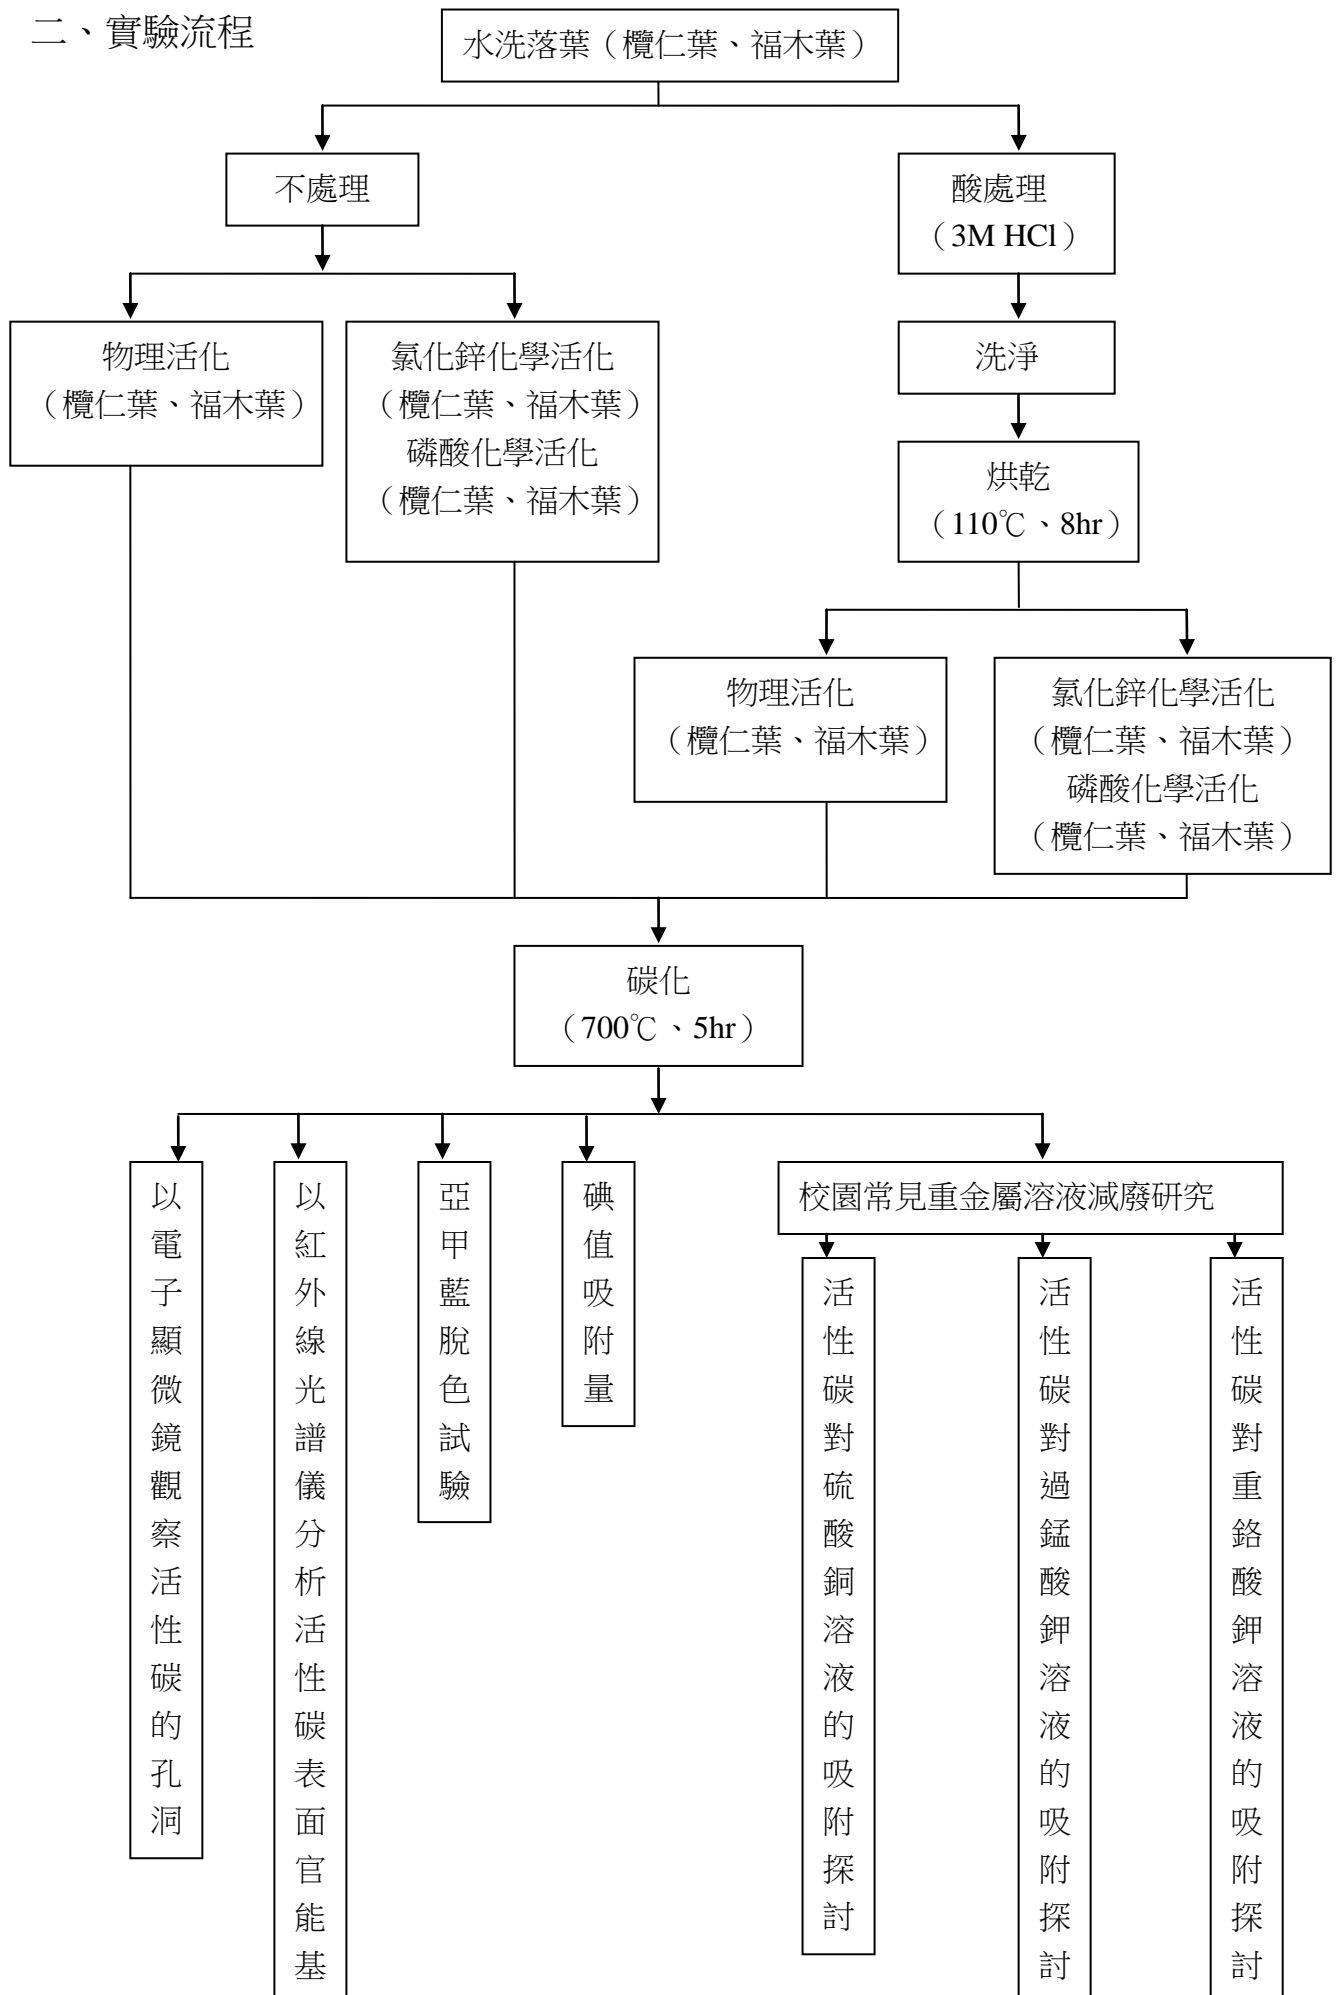 二、實驗流程
水洗落葉（欖仁葉、福木葉）
不處理
酸處理
（3M HCl）
物理活化
（欖仁葉、福木葉）
氯化鋅化學活化
（欖仁葉、福木葉）
磷酸化學活化
（欖仁葉、福木葉）
洗淨
烘乾
（110℃、8hr）
物理活化
（欖仁葉、福木葉）
氯化鋅化學活化
（欖仁葉、福木葉）
磷酸化學活化
（欖仁葉、福木葉）
碳化
（700℃、5hr）
以電子顯微鏡觀察活性碳的孔洞
以紅外線光譜儀分析活性碳表面官能基
亞甲藍脫色試驗
碘值吸附量
校園常見重金屬溶液減廢研究
活性碳對硫酸銅溶液的吸附探討
活性碳對過錳酸鉀溶液的吸附探討
活性碳對重鉻酸鉀溶液的吸附探討